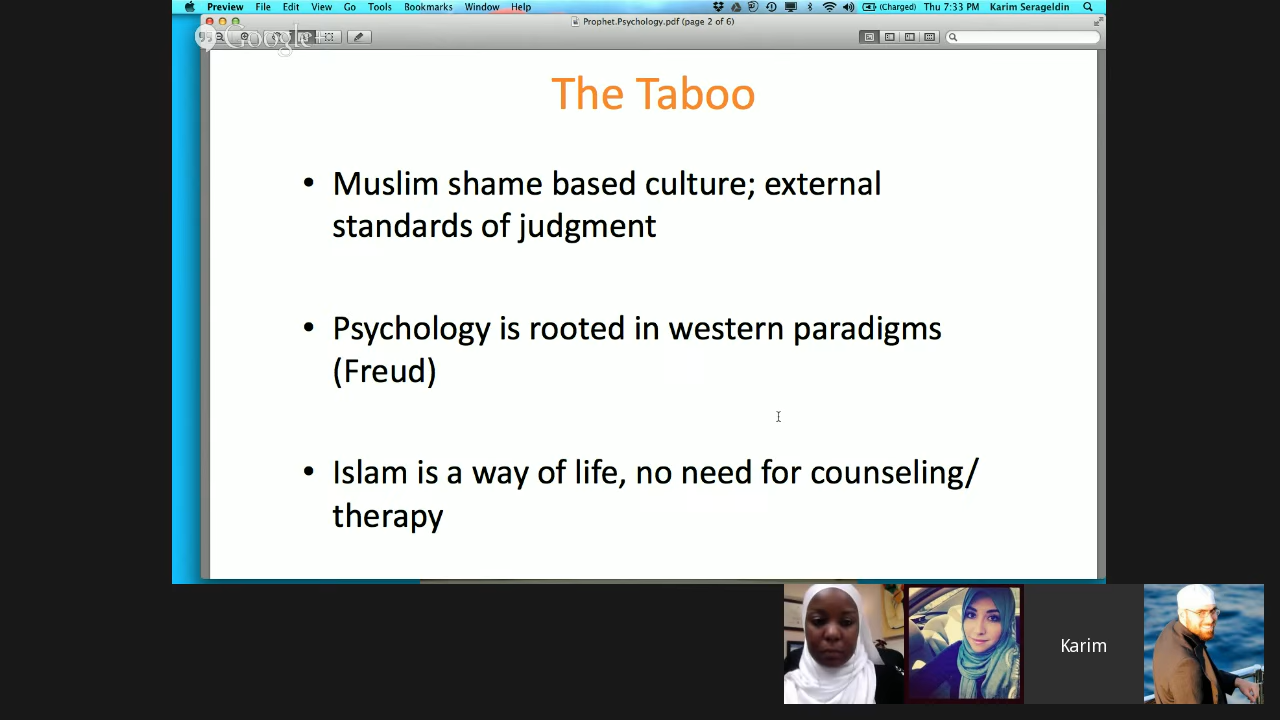 Preview File Edit View Go Tools Bookmarks Window Help (Charged) Thu 7:33 PM Karim Serageldin
Prophet.Psychology.pdf (page 2 of 6)
Google+
The Taboo
• Muslim shame based culture; external
standards of judgment
• Psychology is rooted in western paradigms
(Freud)
• Islam is a way of life, no need for counseling/
therapy
Karim